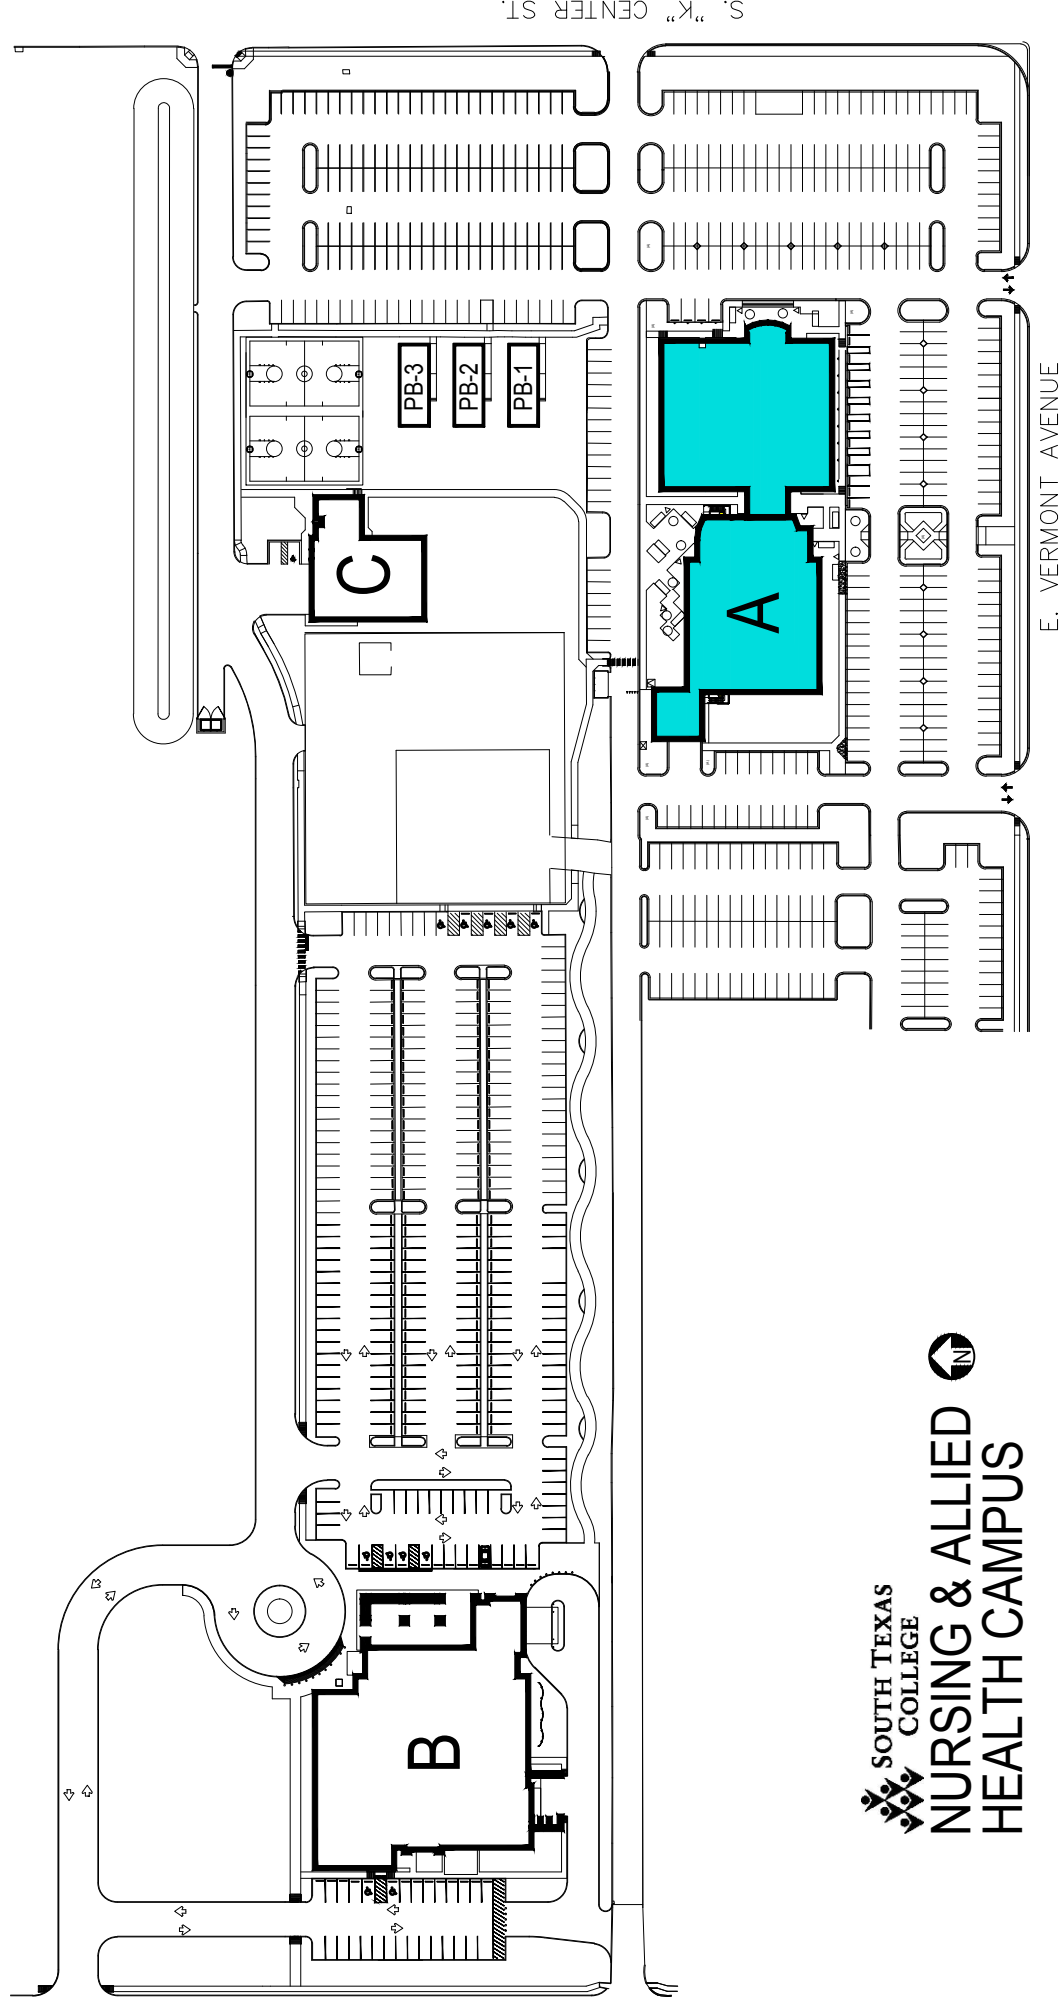 S. "K" CENTER ST.
E. VERMONT AVENUE
PB-3
PB-2
PB-1
C
A
B
N
SOUTH TEXAS
COLLEGE
NURSING & ALLIED
HEALTH CAMPUS